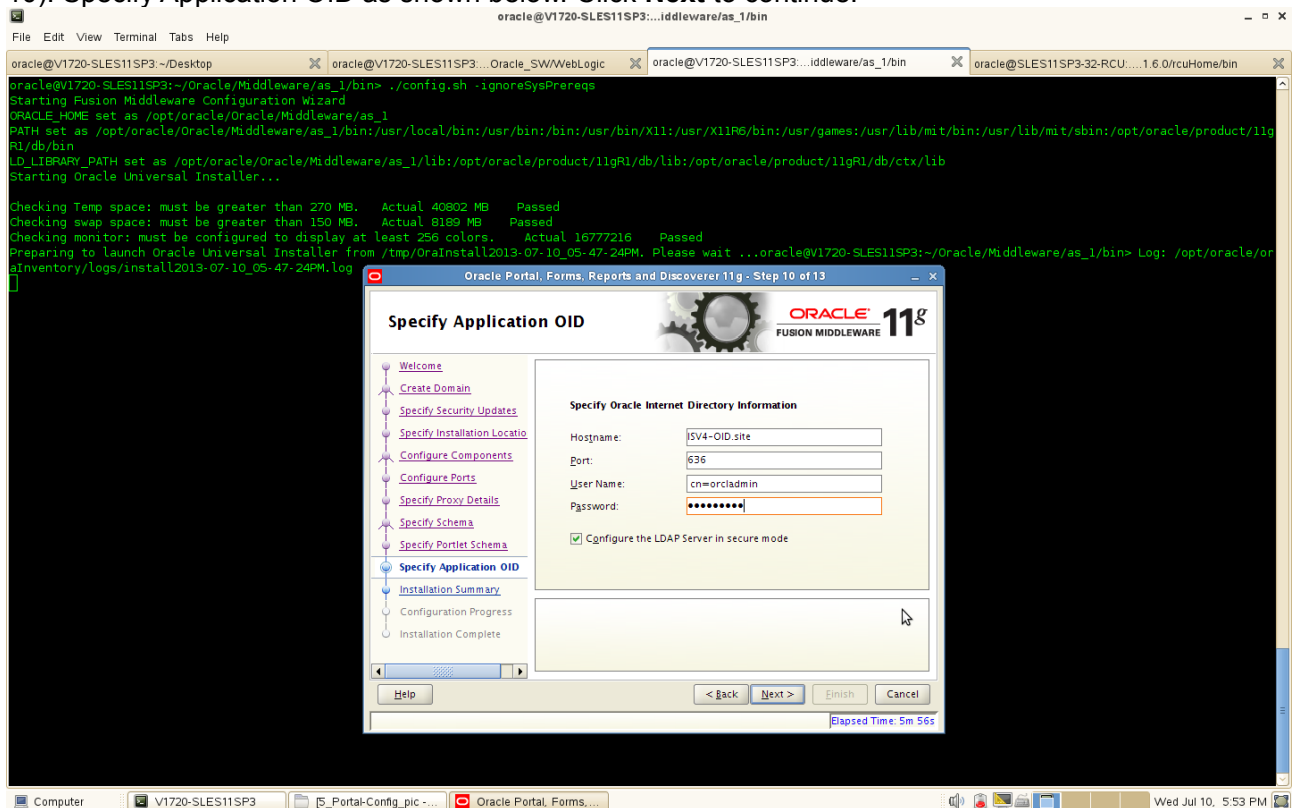 10). Specify Application OID as shown below. Click Next to continue.
oracle@V1720-SLES11SP3:...iddleware/as_1/bin
File Edit View Terminal Tabs Help
oracle@V1720-SLES11SP3:~/Desktop
oracle@V1720-SLES11SP3:...Oracle_SW/WebLogic
oracle@V1720-SLES11SP3:...iddleware/as_1/bin
oracle@SLES11SP3-32-RCU:....1.6.0/rcuHome/bin
oracle@V1720-SLES11SP3:~/Oracle/Middleware/as_1/bin> ./config.sh -ignoreSysPrereqs
Starting Fusion Middleware Configuration Wizard
ORACLE_HOME set as /opt/oracle/Oracle/Middleware/as_1
PATH set as /opt/oracle/Oracle/Middleware/as_1/bin:/usr/local/bin:/usr/bin:/bin:/usr/bin/X11:/usr/X11R6/bin:/usr/games:/usr/lib/mit/bin:/usr/lib/mit/sbin:/opt/oracle/product/11g
R1/db/bin
LD_LIBRARY_PATH set as /opt/oracle/Oracle/Middleware/as_1/lib:/opt/oracle/product/11gR1/db/lib:/opt/oracle/product/11gR1/db/ctx/lib
Starting Oracle Universal Installer...
Checking Temp space: must be greater than 270 MB. Actual 40802 MB Passed
Checking swap space: must be greater than 150 MB. Actual 8189 MB Passed
Checking monitor: must be configured to display at least 256 colors. Actual 16777216 Passed
Preparing to launch Oracle Universal Installer from /tmp/OraInstall2013-07-10_05-47-24PM. Please wait ...oracle@V1720-SLES11SP3:~/Oracle/Middleware/as_1/bin> Log: /opt/oracle/or
aInventory/logs/install2013-07-10_05-47-24PM.log
Oracle Portal, Forms, Reports and Discoverer 11g - Step 10 of 13
Specify Application OID
ORACLE
FUSION MIDDLEWARE 11g
Welcome
Create Domain
Specify Security Updates
Specify Installation Locatio
Configure Components
Configure Ports
Specify Proxy Details
Specify Schema
Specify Portlet Schema
Specify Application OID
Installation Summary
Configuration Progress
Installation Complete
Specify Oracle Internet Directory Information
Hostname: ISV4-OID.site
Port: 636
User Name: cn=orcladmin
Password: •••••••••
Configure the LDAP Server in secure mode
Help
< Back
Next >
Finish
Cancel
Elapsed Time: 5m 56s
Computer
V1720-SLES11SP3
[5_Portal-Config_pic -...
Oracle Portal, Forms,...
Wed Jul 10, 5:53 PM